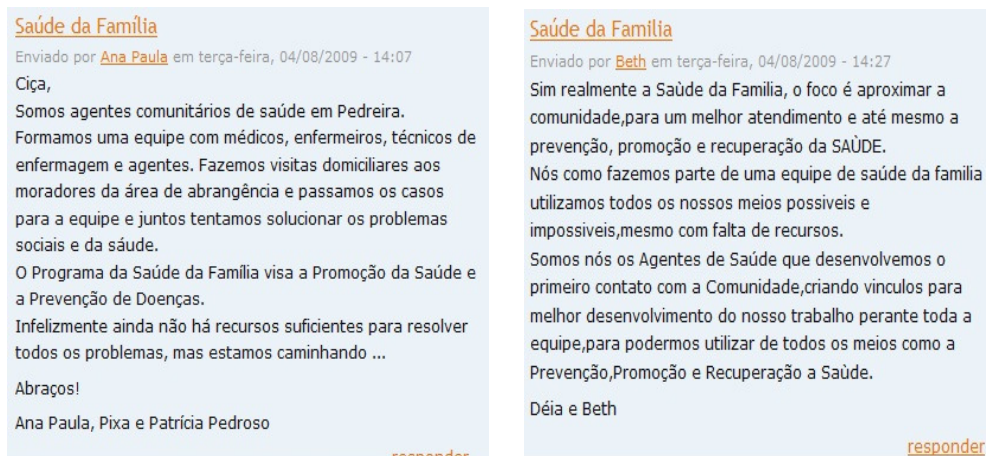 Saúde da Família
Enviado por Ana Paula em terça-feira, 04/08/2009 - 14:07
Ciça,
Somos agentes comunitários de saúde em Pedreira.
Formamos uma equipe com médicos, enfermeiros, técnicos de
enfermagem e agentes. Fazemos visitas domiciliares aos
moradores da área de abrangência e passamos os casos
para a equipe e juntos tentamos solucionar os problemas
sociais e da sáude.
O Programa da Saúde da Família visa a Promoção da Saúde e
a Prevenção de Doenças.
Infelizmente ainda não há recursos suficientes para resolver
todos os problemas, mas estamos caminhando ...
Abraços!
Ana Paula, Pixa e Patrícia Pedroso
responder
Saúde da Familia
Enviado por Beth em terça-feira, 04/08/2009 - 14:27
Sim realmente a Saùde da Familia, o foco é aproximar a
comunidade,para um melhor atendimento e até mesmo a
prevenção, promoção e recuperação da SAÙDE.
Nós como fazemos parte de uma equipe de saúde da familia
utilizamos todos os nossos meios possiveis e
impossiveis,mesmo com falta de recursos.
Somos nós os Agentes de Saúde que desenvolvemos o
primeiro contato com a Comunidade,criando vinculos para
melhor desenvolvimento do nosso trabalho perante toda a
equipe,para podermos utilizar de todos os meios como a
Prevenção,Promoção e Recuperação a Saùde.
Déia e Beth
responder